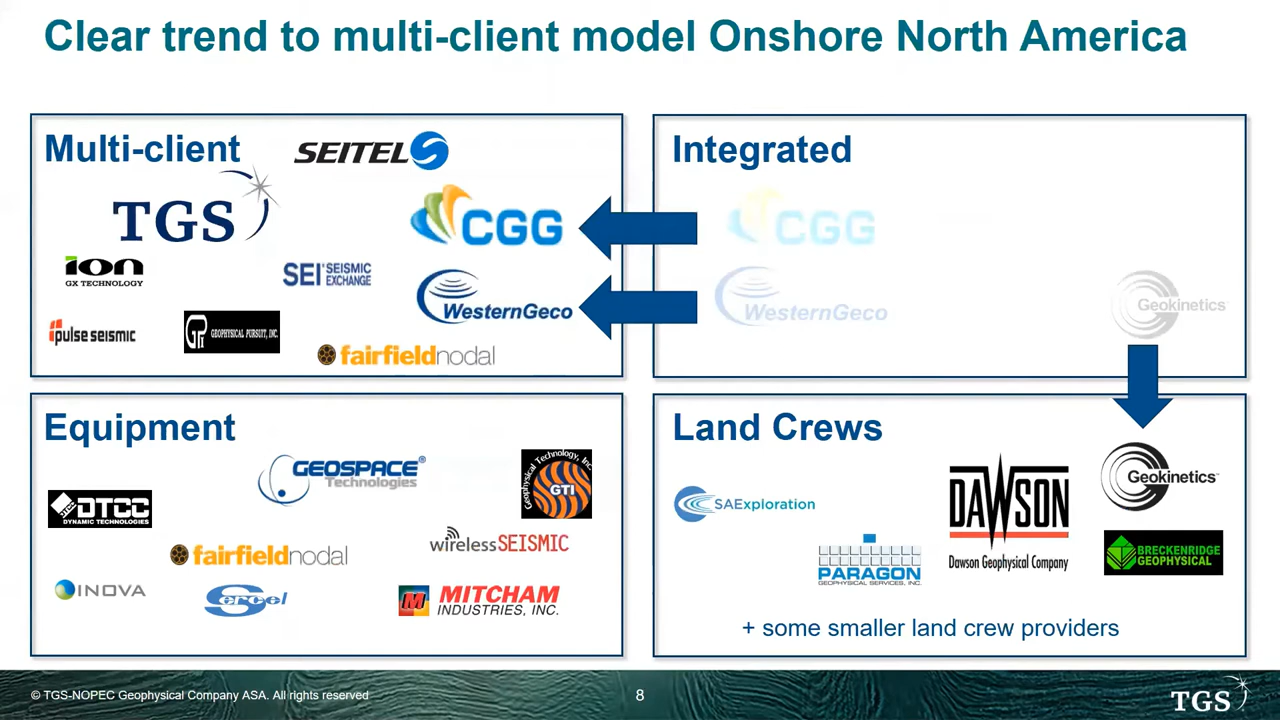 Clear trend to multi-client model Onshore North America
Multi-client
SEITEL
TGS
CGG
ion
GX TECHNOLOGY
SEI SEISMIC
EXCHANGE
WesternGeco
pulse seismic
GPI
GEOPHYSICAL PURSUIT, INC.
fairfieldnodal
Integrated
CGG
WesternGeco
Geokinetics
Equipment
GEOSPACE
Technologies
Geophysical Technology, Inc.
GTI
DTCC
DYNAMIC TECHNOLOGIES
wirelessSEISMIC
fairfieldnodal
INOVA
Sercel
M
MITCHAM
INDUSTRIES, INC.
Land Crews
Geokinetics
SAExploration
DAWSON
Dawson Geophysical Company
PARAGON
GEOPHYSICAL SERVICES, INC.
BRECKENRIDGE
GEOPHYSICAL
+ some smaller land crew providers
© TGS-NOPEC Geophysical Company ASA. All rights reserved
8
TGS